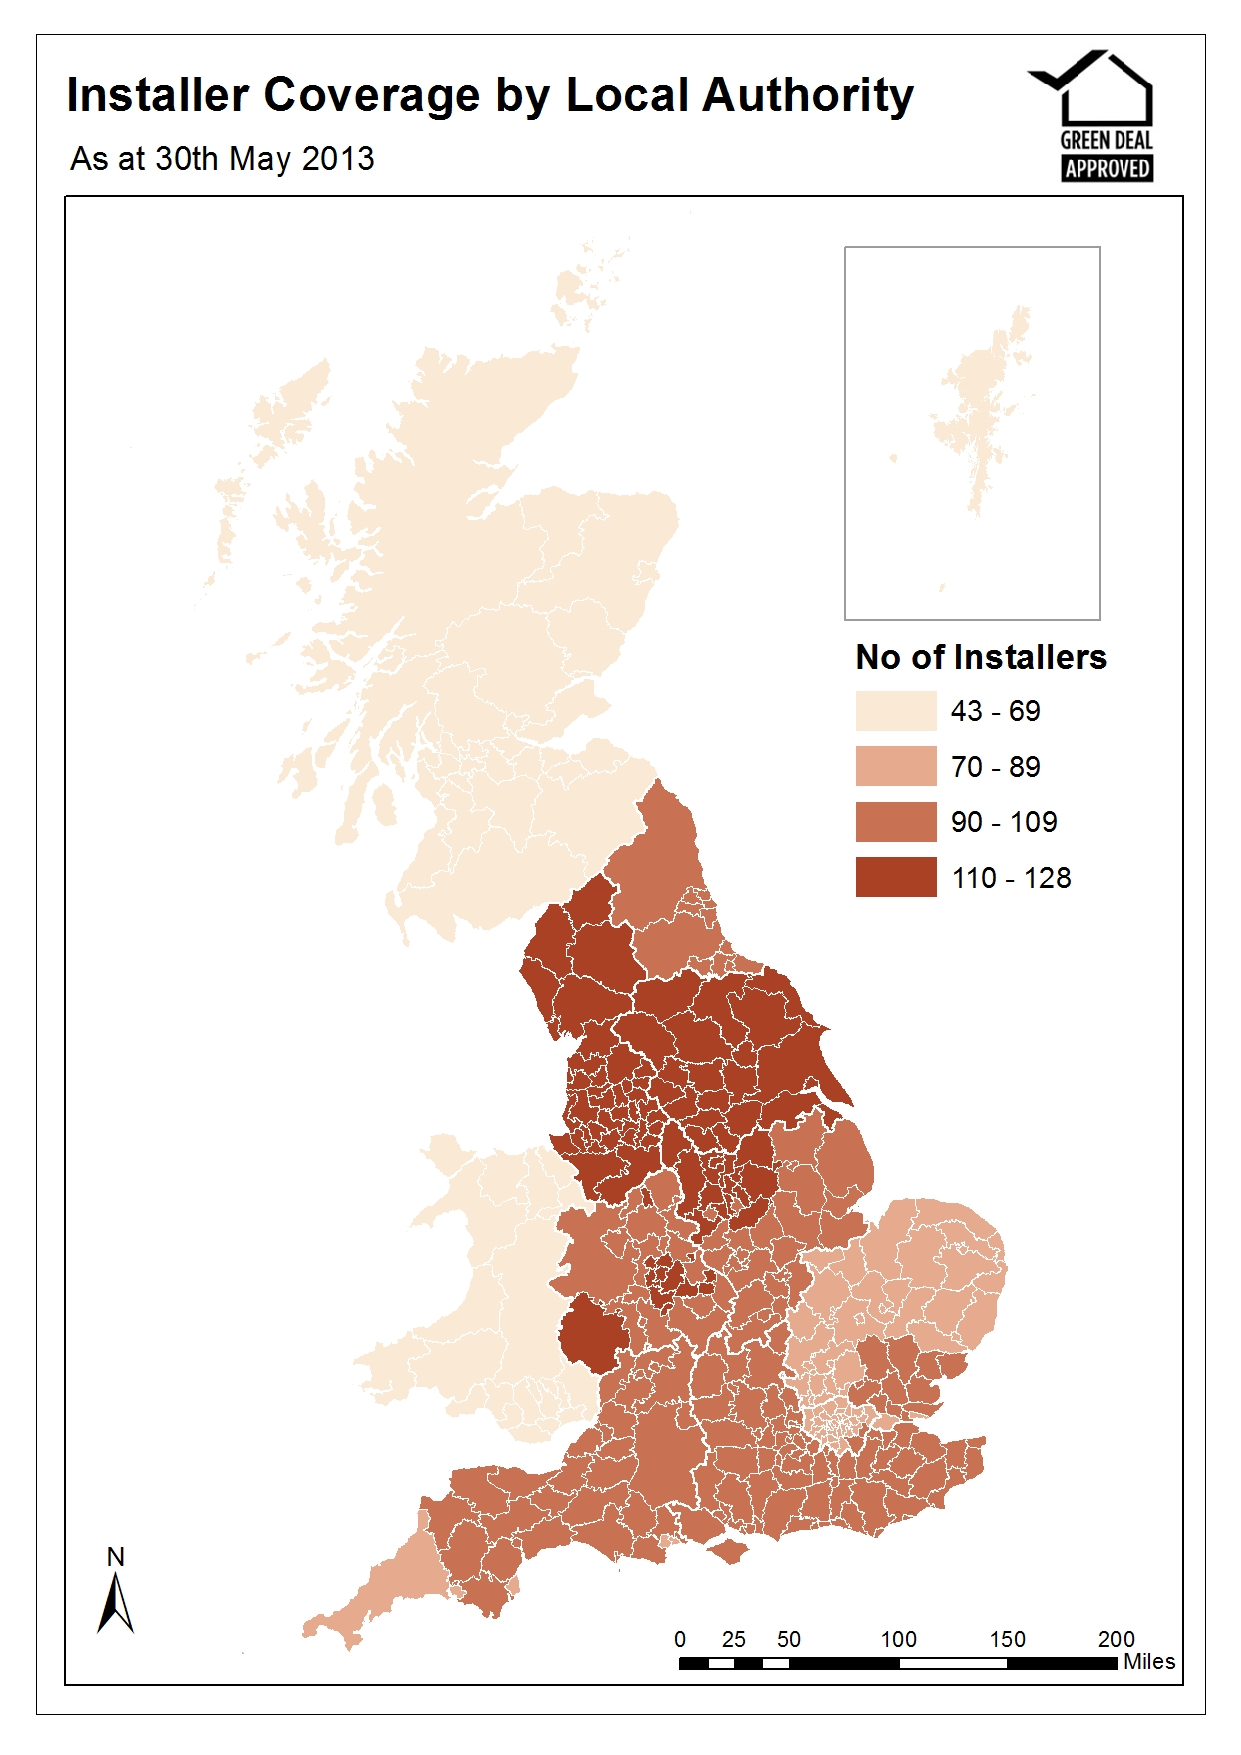 Installer Coverage by Local Authority
As at 30th May 2013
GREEN DEAL
APPROVED
No of Installers
43 - 69
70 - 89
90 - 109
110 - 128
N
0 25 50 100 150 200
Miles